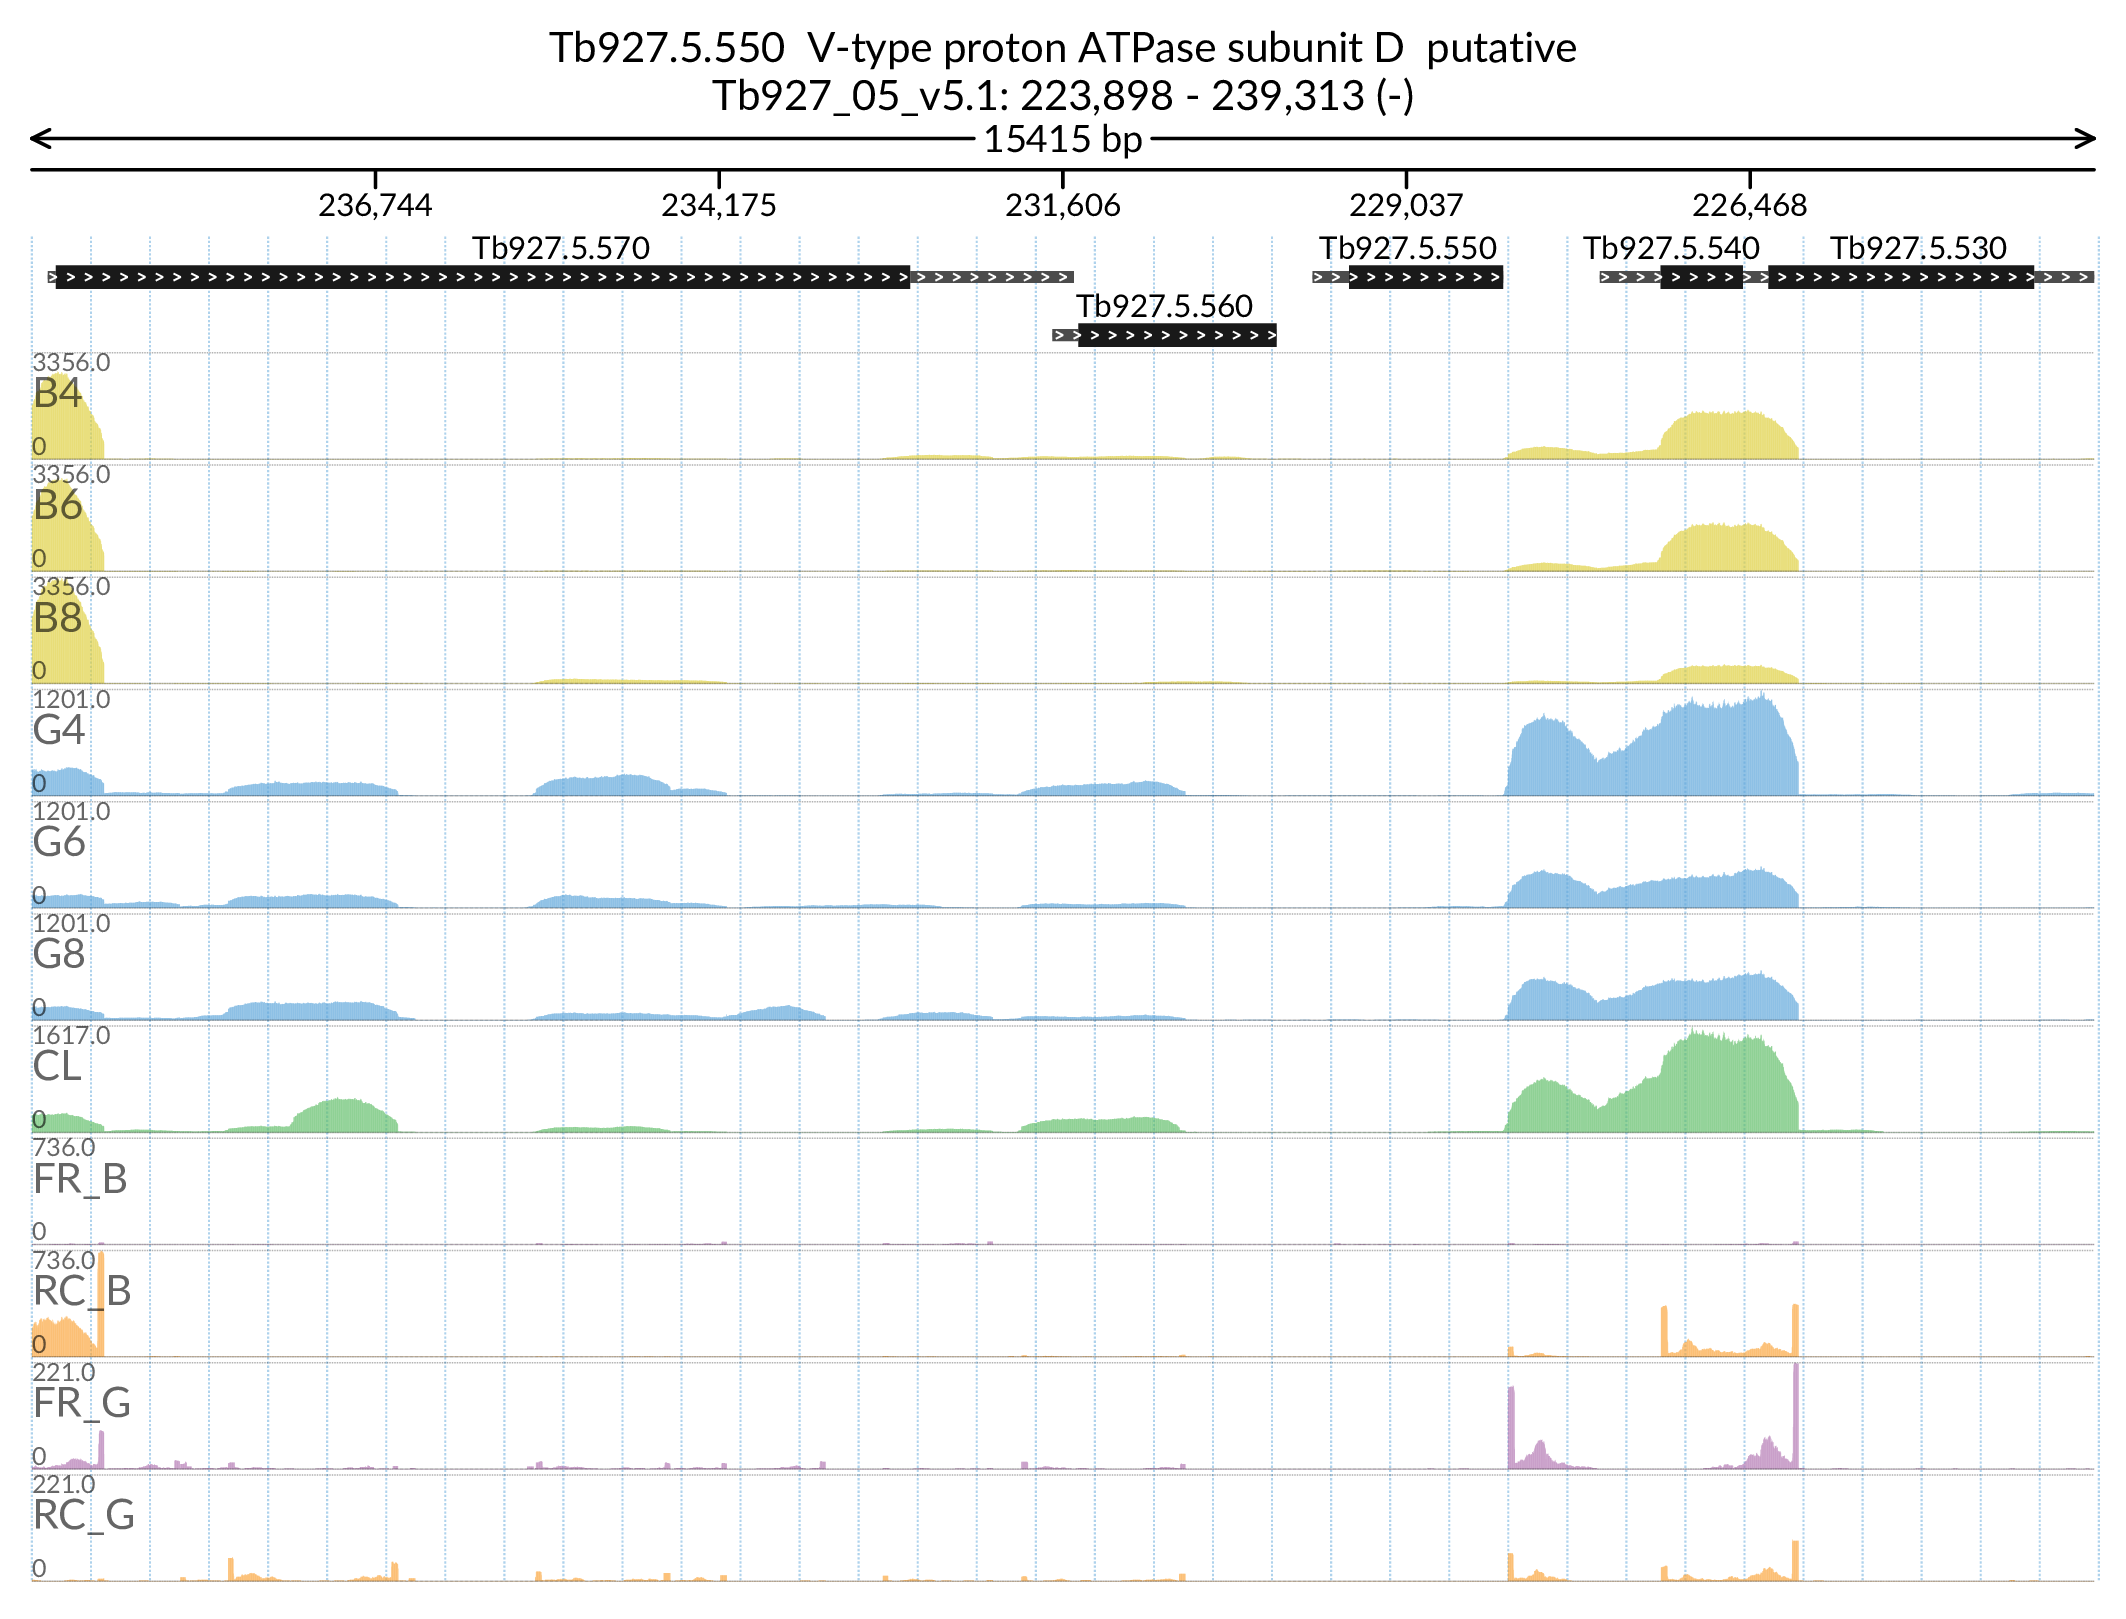 Tb927.5.550  V-type proton ATPase subunit D  putative
Tb927_05_v5.1: 223,898 - 239,313 (-)
15415 bp
236,744 234,175 231,606 229,037 226,468
Tb927.5.570 Tb927.5.550 Tb927.5.540 Tb927.5.530
Tb927.5.560
3356.0
B4
0
3356.0
B6
0
3356.0
B8
0
1201.0
G4
0
1201.0
G6
0
1201.0
G8
0
1617.0
CL
0
736.0
FR_B
0
736.0
RC_B
0
221.0
FR_G
0
221.0
RC_G
0